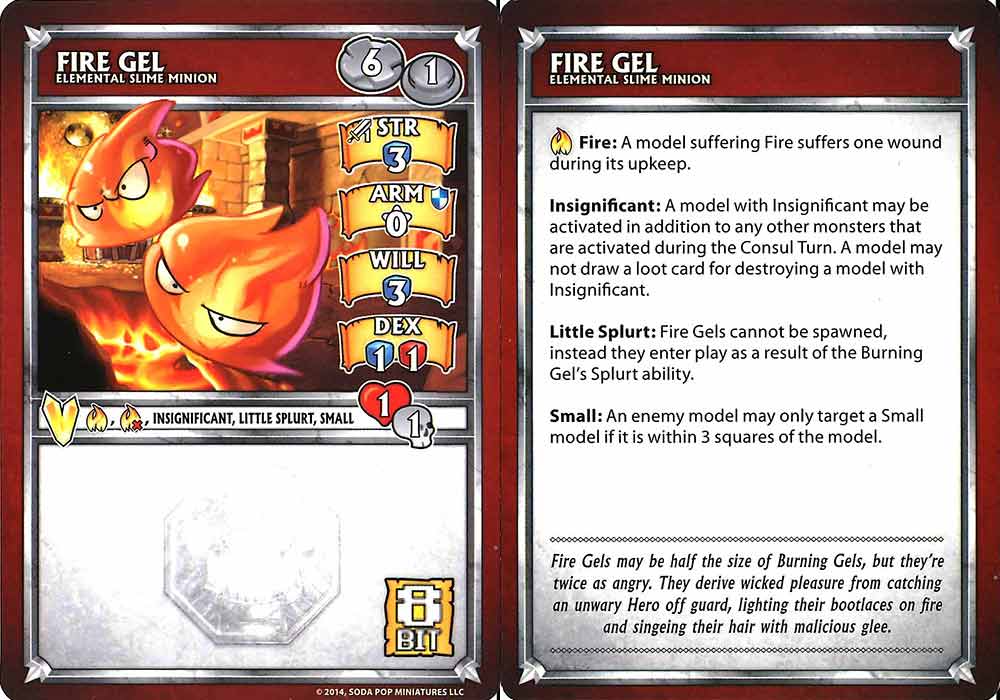 FIRE GEL
ELEMENTAL SLIME MINION
6
1
STR
3
ARM
0
WILL
3
DEX
1 1
, , INSIGNIFICANT, LITTLE SPLURT, SMALL
1
1
8
BIT
© 2014, SODA POP MINIATURES LLC
FIRE GEL
ELEMENTAL SLIME MINION
Fire: A model suffering Fire suffers one wound
during its upkeep.
Insignificant: A model with Insignificant may be
activated in addition to any other monsters that
are activated during the Consul Turn. A model may
not draw a loot card for destroying a model with
Insignificant.
Little Splurt: Fire Gels cannot be spawned,
instead they enter play as a result of the Burning
Gel's Splurt ability.
Small: An enemy model may only target a Small
model if it is within 3 squares of the model.
Fire Gels may be half the size of Burning Gels, but they're
twice as angry. They derive wicked pleasure from catching
an unwary Hero off guard, lighting their bootlaces on fire
and singeing their hair with malicious glee.